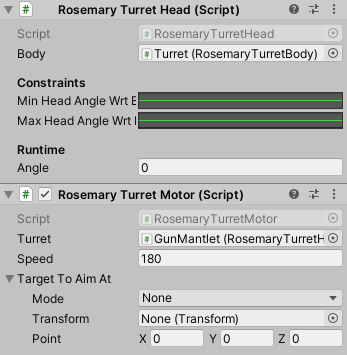 Rosemary Turret Head (Script)
Script RosemaryTurretHead
Body Turret (RosemaryTurretBody)
Constraints
Min Head Angle Wrt E
Max Head Angle Wrt I
Runtime
Angle 0
Rosemary Turret Motor (Script)
Script RosemaryTurretMotor
Turret GunMantlet (RosemaryTurretH
Speed 180
Target To Aim At
Mode None
Transform None (Transform)
Point X 0 Y 0 Z 0